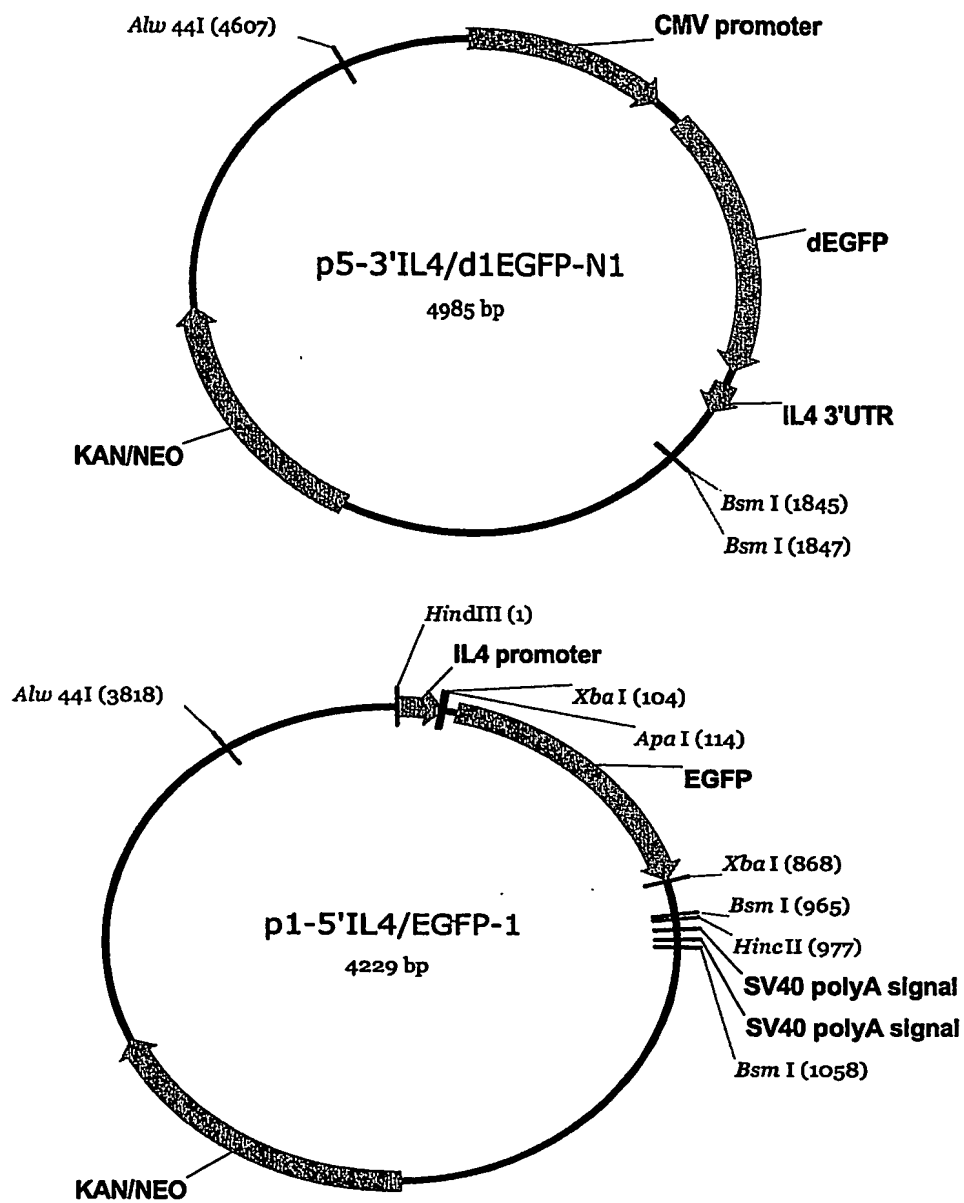 Alw 44I (4607)
CMV promoter
p5-3'IL4/d1EGFP-N1
4985 bp
dEGFP
IL4 3'UTR
KAN/NEO
Bsm I (1845)
Bsm I (1847)
HindIII (1)
IL4 promoter
Alw 44I (3818)
Xba I (104)
Apa I (114)
EGFP
Xba I (868)
p1-5'IL4/EGFP-1
4229 bp
Bsm I (965)
HincII (977)
SV40 polyA signal
SV40 polyA signal
Bsm I (1058)
KAN/NEO